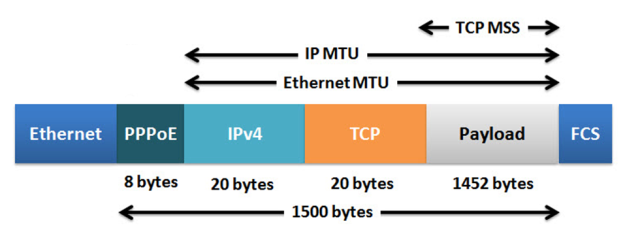 TCP MSS
IP MTU
Ethernet MTU
Ethernet PPPoE IPv4 TCP Payload FCS
8 bytes 20 bytes 20 bytes 1452 bytes
1500 bytes